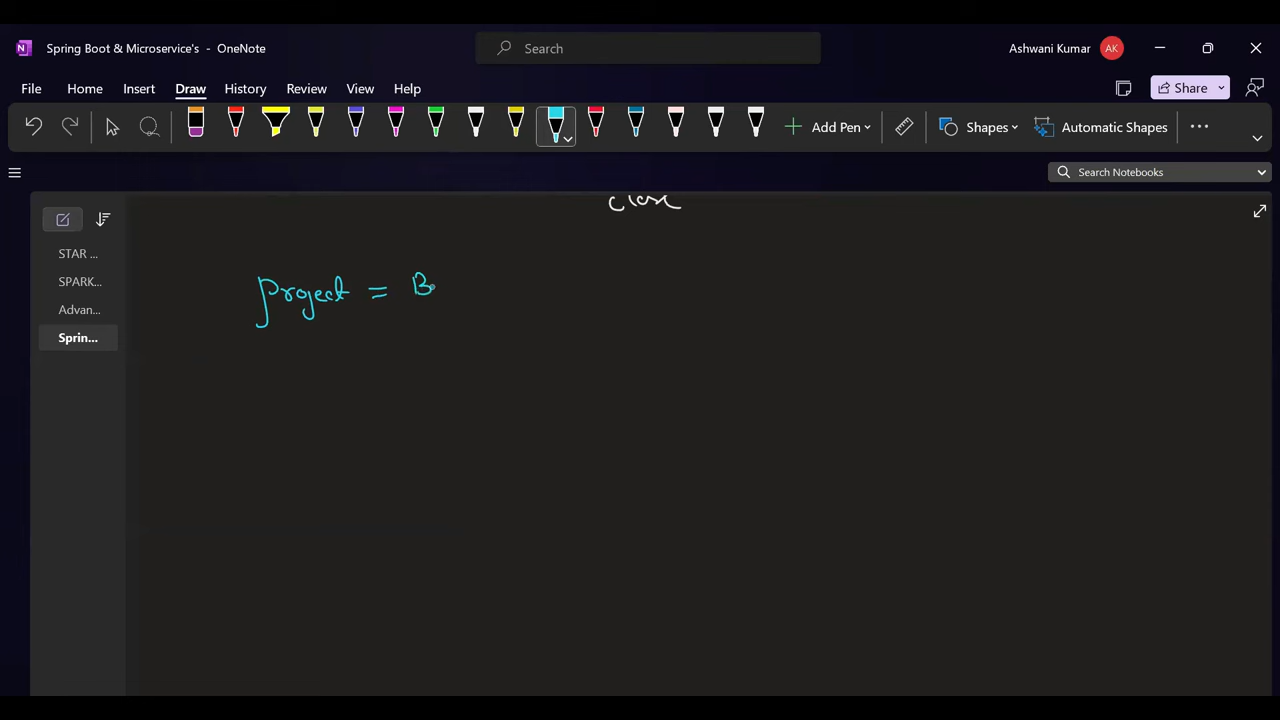 Spring Boot & Microservice's - OneNote
Search
Ashwani Kumar AK
File Home Insert Draw History Review View Help
Share
Add Pen
Shapes
Automatic Shapes
Search Notebooks
STAR ...
SPARK...
Advan...
Sprin...
project = B